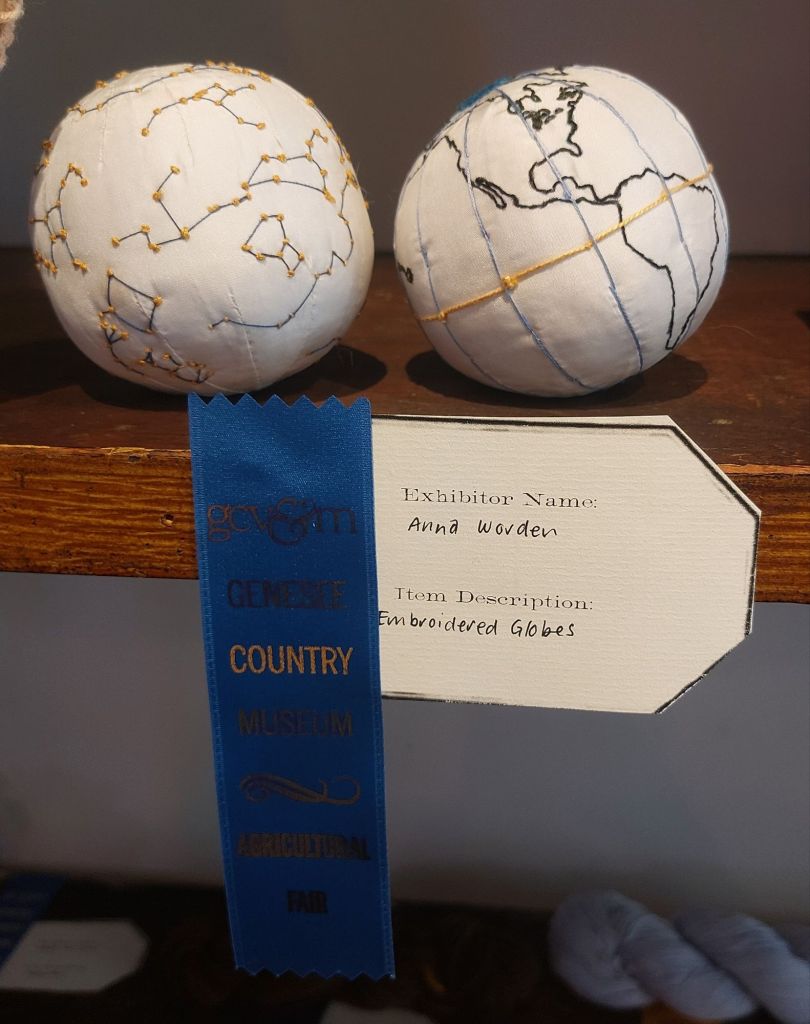 gcv&m
GENESEE
COUNTRY
MUSEUM
AGRICULTURAL
FAIR
Exhibitor Name:
Anna Worden
Item Description:
Embroidered Globes